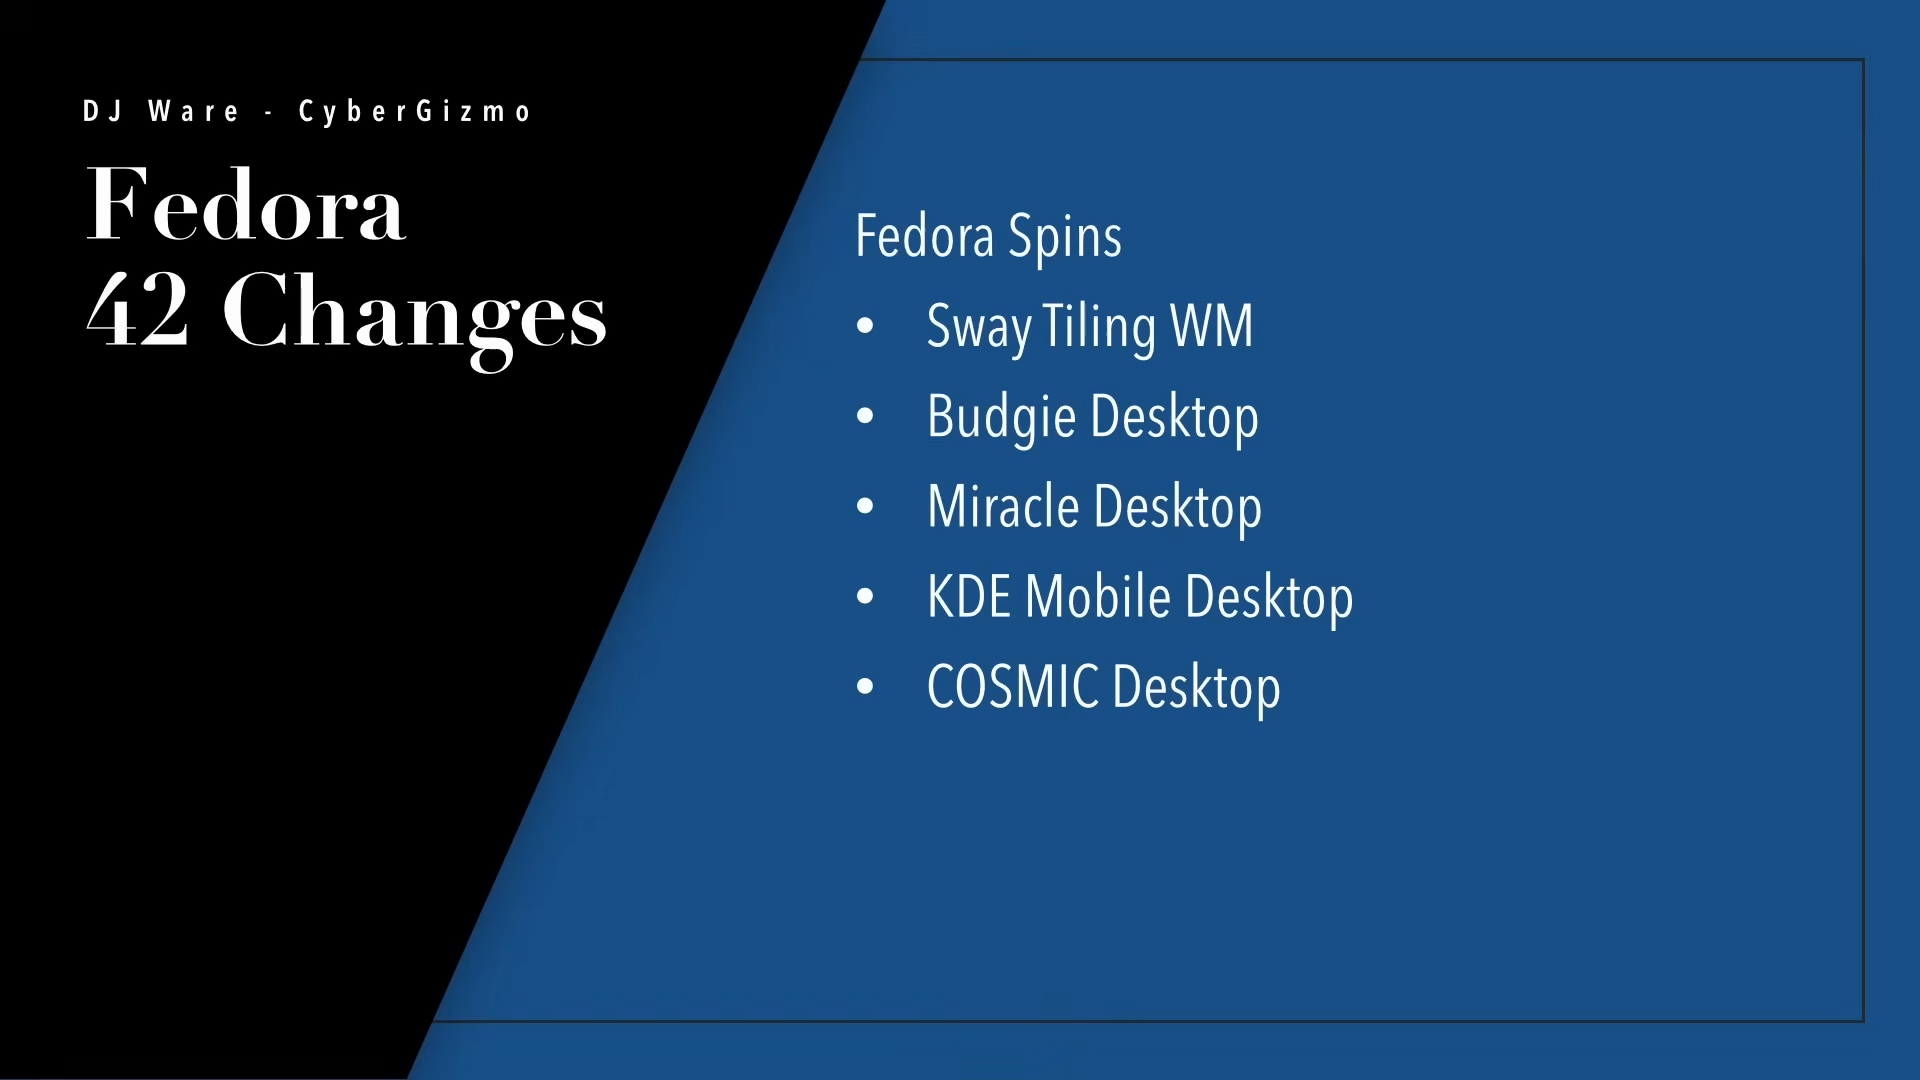 DJ Ware - CyberGizmo
Fedora
42 Changes
Fedora Spins
• Sway Tiling WM
• Budgie Desktop
• Miracle Desktop
• KDE Mobile Desktop
• COSMIC Desktop